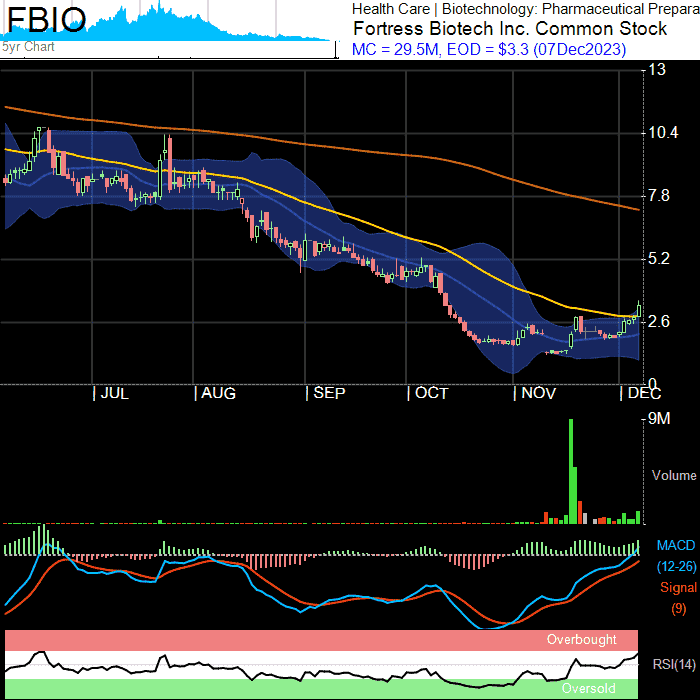 FBIO
5yr Chart
Health Care | Biotechnology: Pharmaceutical Prepara
Fortress Biotech Inc. Common Stock
MC = 29.5M, EOD = $3.3 (07Dec2023)
13
10.4
7.8
5.2
2.6
0
| JUL | AUG | SEP | OCT | NOV | DEC
9M
Volume
MACD
(12-26)
Signal
(9)
Overbought
RSI(14)
Oversold